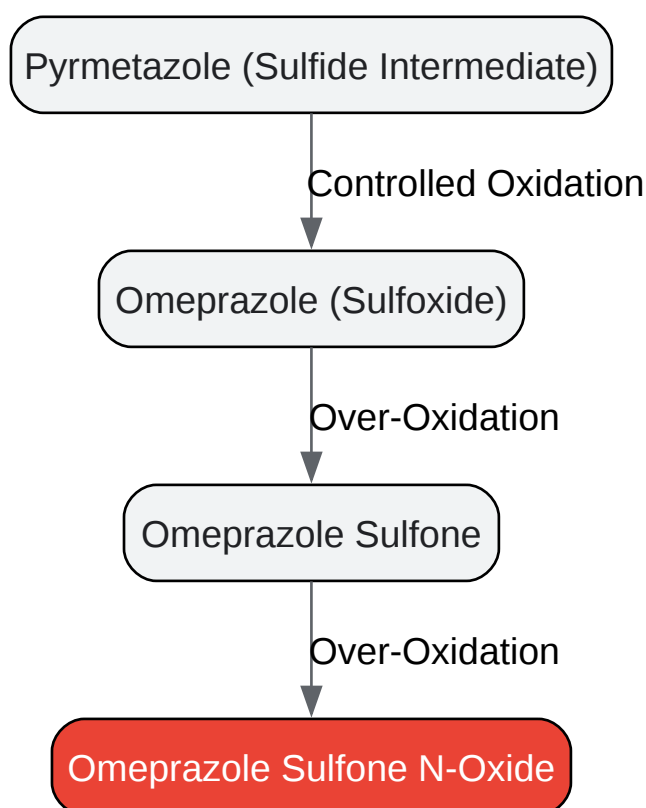 Pyrmetazole (Sulfide Intermediate)
Controlled Oxidation
Omeprazole (Sulfoxide)
Over-Oxidation
Omeprazole Sulfone
Over-Oxidation
Omeprazole Sulfone N-Oxide